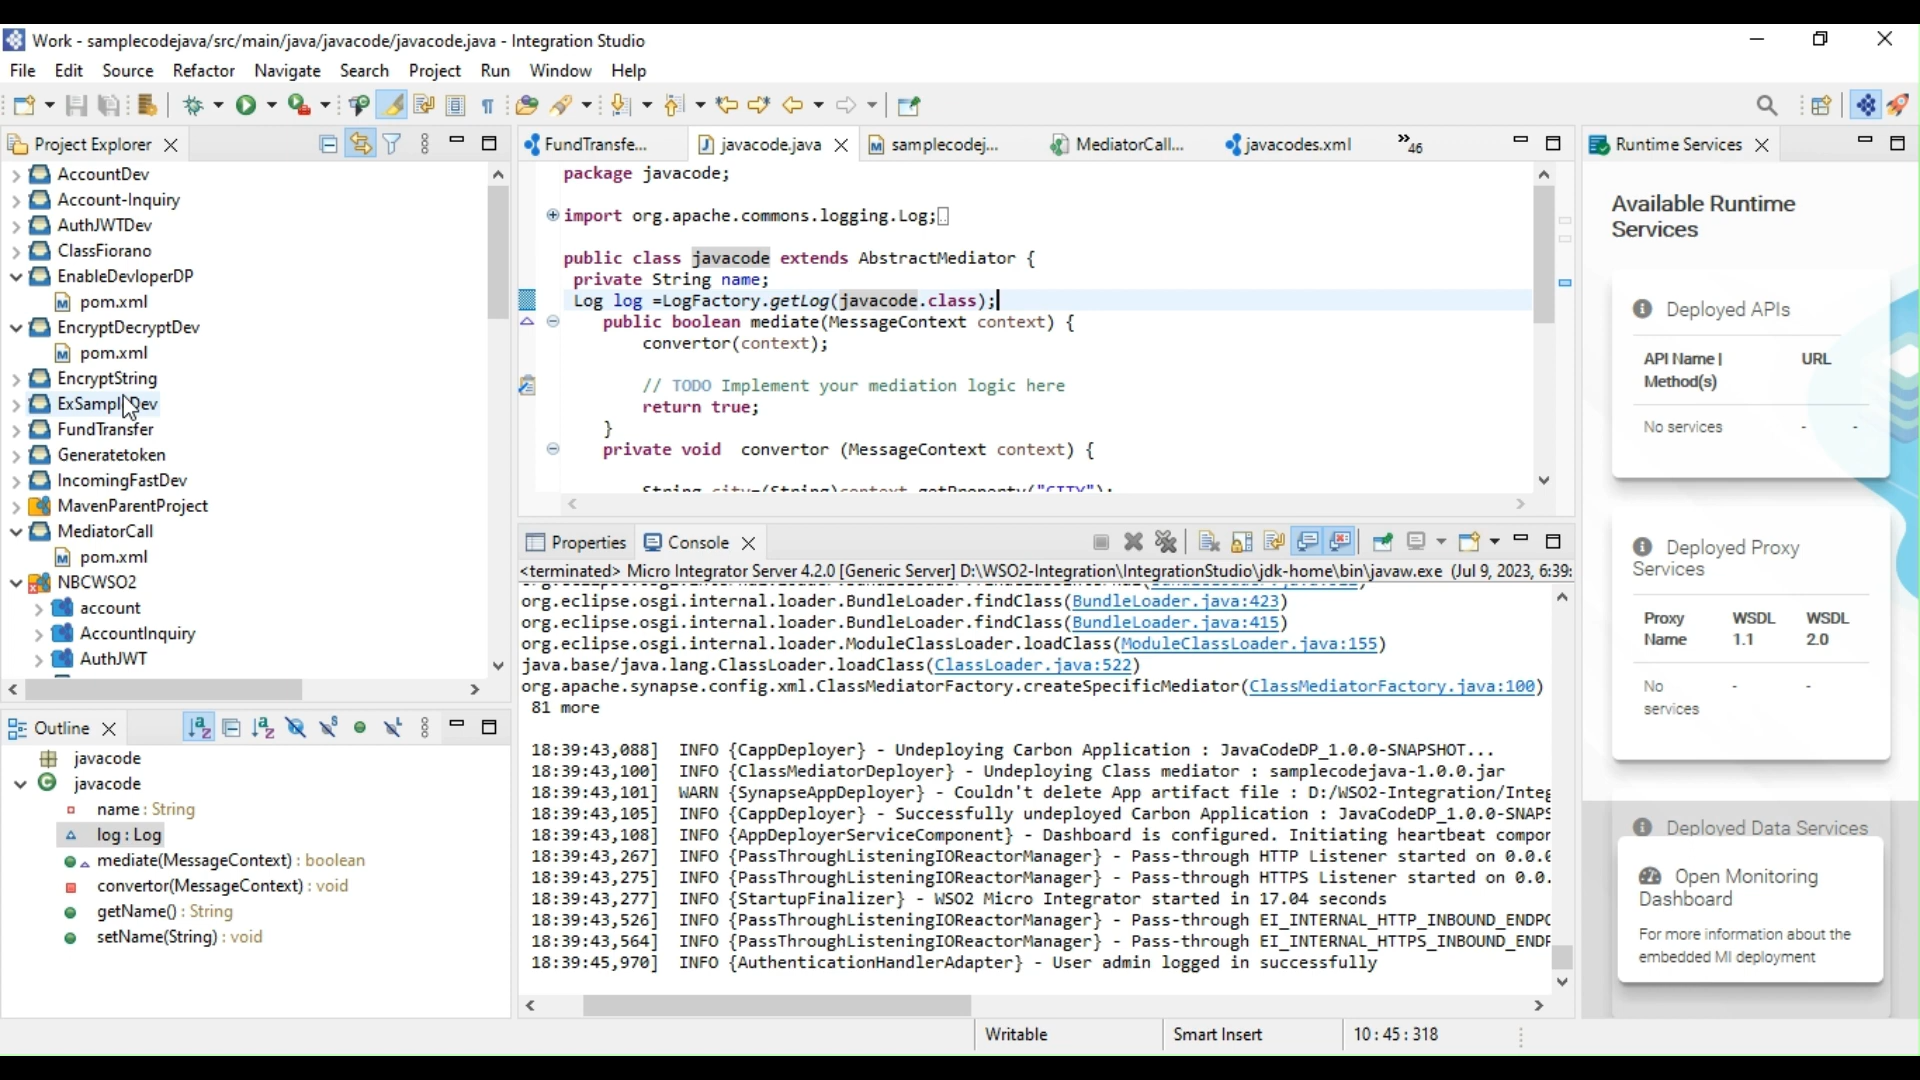 Work - samplecodejava/src/main/java/javacode/javacode.java - Integration Studio
File Edit Source Refactor Navigate Search Project Run Window Help
Project Explorer
AccountDev
Account-Inquiry
AuthJWTDev
ClassFiorano
EnableDevloperDP
pom.xml
EncryptDecryptDev
pom.xml
EncryptString
FundTransfer
Generatetoken
IncomingFastDev
MavenParentProject
MediatorCall
pom.xml
NBCWSO2
account
AccountInquiry
AuthJWT
Outline
javacode
javacode
name : String
log : Log
mediate(MessageContext) : boolean
convertor(MessageContext) : void
getName() : String
setName(String) : void
FundTransfe... javacode.java samplecodej... MediatorCall... javacodes.xml »46
package javacode;
import org.apache.commons.logging.Log;
public class javacode extends AbstractMediator {
private String name;
Log log =LogFactory.getLog(javacode.class);
public boolean mediate(MessageContext context) {
convertor(context);
// TODO Implement your mediation logic here
return true;
}
private void convertor (MessageContext context) {
String city=(String)context.getProperty("CITY");
Properties Console
<terminated> Micro Integrator Server 4.2.0 [Generic Server] D:\WSO2-Integration\IntegrationStudio\jdk-home\bin\javaw.exe (Jul 9, 2023, 6:39:
org.eclipse.osgi.internal.loader.BundleLoader.findClass(BundleLoader.java:423)
org.eclipse.osgi.internal.loader.BundleLoader.findClass(BundleLoader.java:415)
org.eclipse.osgi.internal.loader.ModuleClassLoader.loadClass(ModuleClassLoader.java:155)
java.base/java.lang.ClassLoader.loadClass(ClassLoader.java:522)
org.apache.synapse.config.xml.ClassMediatorFactory.createSpecificMediator(ClassMediatorFactory.java:100)
81 more
18:39:43,088] INFO {CappDeployer} - Undeploying Carbon Application : JavaCodeDP_1.0.0-SNAPSHOT...
18:39:43,100] INFO {ClassMediatorDeployer} - Undeploying Class mediator : samplecodejava-1.0.0.jar
18:39:43,101] WARN {SynapseAppDeployer} - Couldn't delete App artifact file : D:/WSO2-Integration/Integ
18:39:43,105] INFO {CappDeployer} - Successfully undeployed Carbon Application : JavaCodeDP_1.0.0-SNAPS
18:39:43,108] INFO {AppDeployerServiceComponent} - Dashboard is configured. Initiating heartbeat compor
18:39:43,267] INFO {PassThroughListeningIOReactorManager} - Pass-through HTTP Listener started on 0.0.0
18:39:43,275] INFO {PassThroughListeningIOReactorManager} - Pass-through HTTPS Listener started on 0.0.
18:39:43,277] INFO {StartupFinalizer} - WSO2 Micro Integrator started in 17.04 seconds
18:39:43,526] INFO {PassThroughListeningIOReactorManager} - Pass-through EI_INTERNAL_HTTP_INBOUND_ENDPO
18:39:43,564] INFO {PassThroughListeningIOReactorManager} - Pass-through EI_INTERNAL_HTTPS_INBOUND_ENDP
18:39:45,970] INFO {AuthenticationHandlerAdapter} - User admin logged in successfully
Runtime Services
Available Runtime
Services
Deployed APIs
API Name | URL
Method(s)
No services - -
Deployed Proxy
Services
Proxy WSDL WSDL
Name 1.1 2.0
No - -
services
Deployed Data Services
Open Monitoring
Dashboard
For more information about the
embedded MI deployment
Writable Smart Insert 10 : 45 : 318